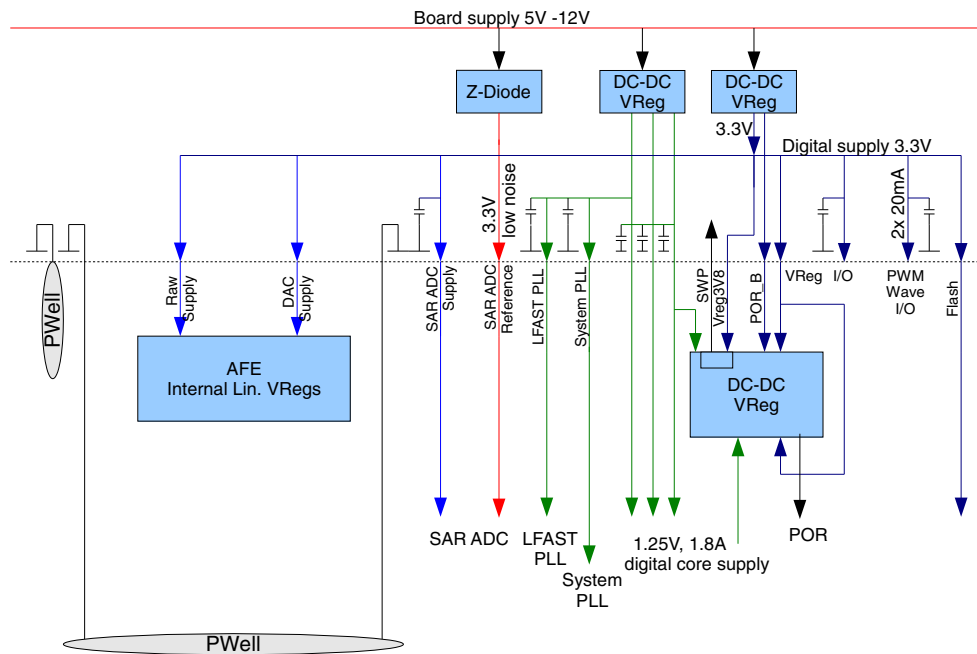 Board supply 5V -12V
Z-Diode
DC-DC
VReg
DC-DC
VReg
3.3V
Digital supply 3.3V
3.3V
low noise
2x 20mA
Raw
Supply
DAC
Supply
SAR ADC
Supply
SAR ADC
Reference
LFAST PLL
System PLL
SWP
Vreg3V8
POR_B
VReg I/O
PWM
Wave
I/O
Flash
PWell
AFE
Internal Lin. VRegs
DC-DC
VReg
SAR ADC
LFAST
PLL
System
PLL
1.25V, 1.8A
digital core supply
POR
PWell